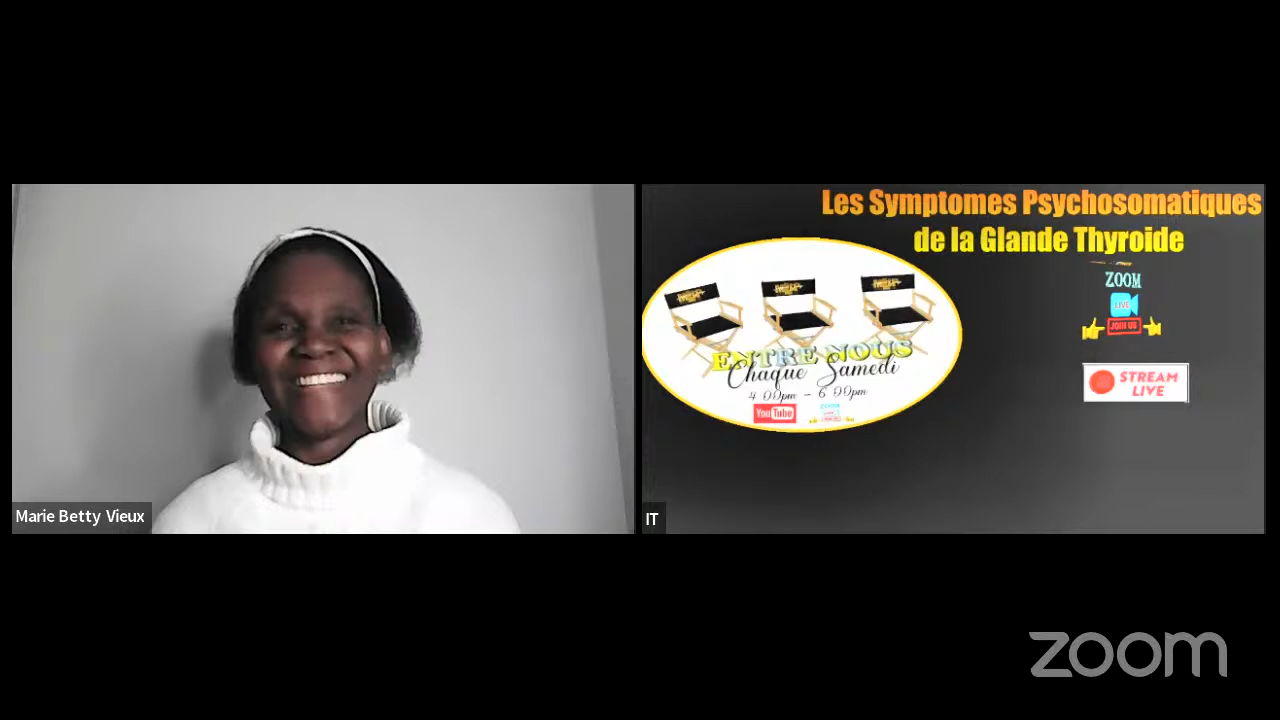 Les Symptomes Psychosomatiques
de la Glande Thyroide
ZOOM
LIVE
JOIN US
STREAM
LIVE
ENTRE NOUS
Chaque Samedi
4 00pm - 6 00pm
YouTube
Marie Betty Vieux
IT
zoom